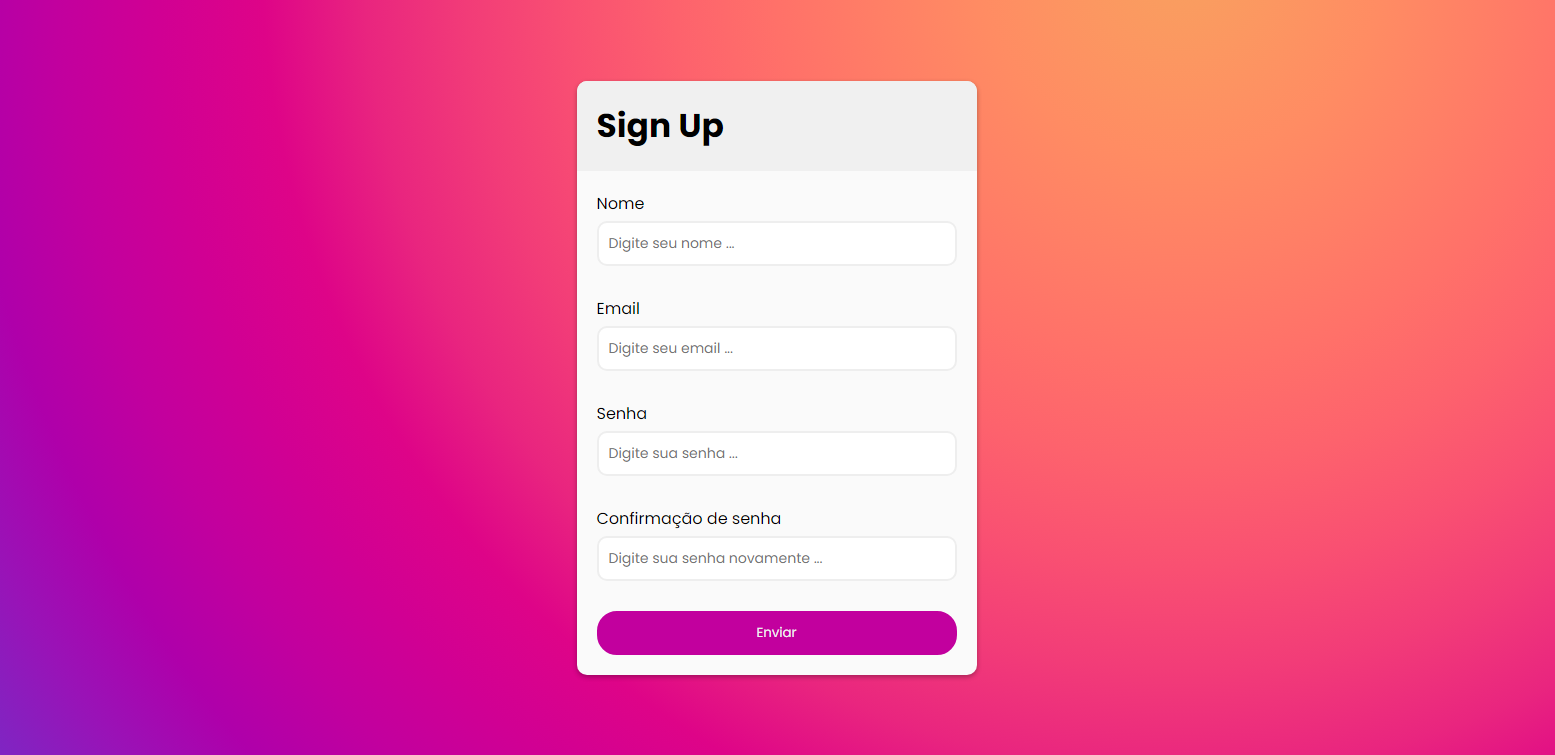 Sign Up
Nome
Digite seu nome ...
Email
Digite seu email ...
Senha
Digite sua senha ...
Confirmação de senha
Digite sua senha novamente ...
Enviar